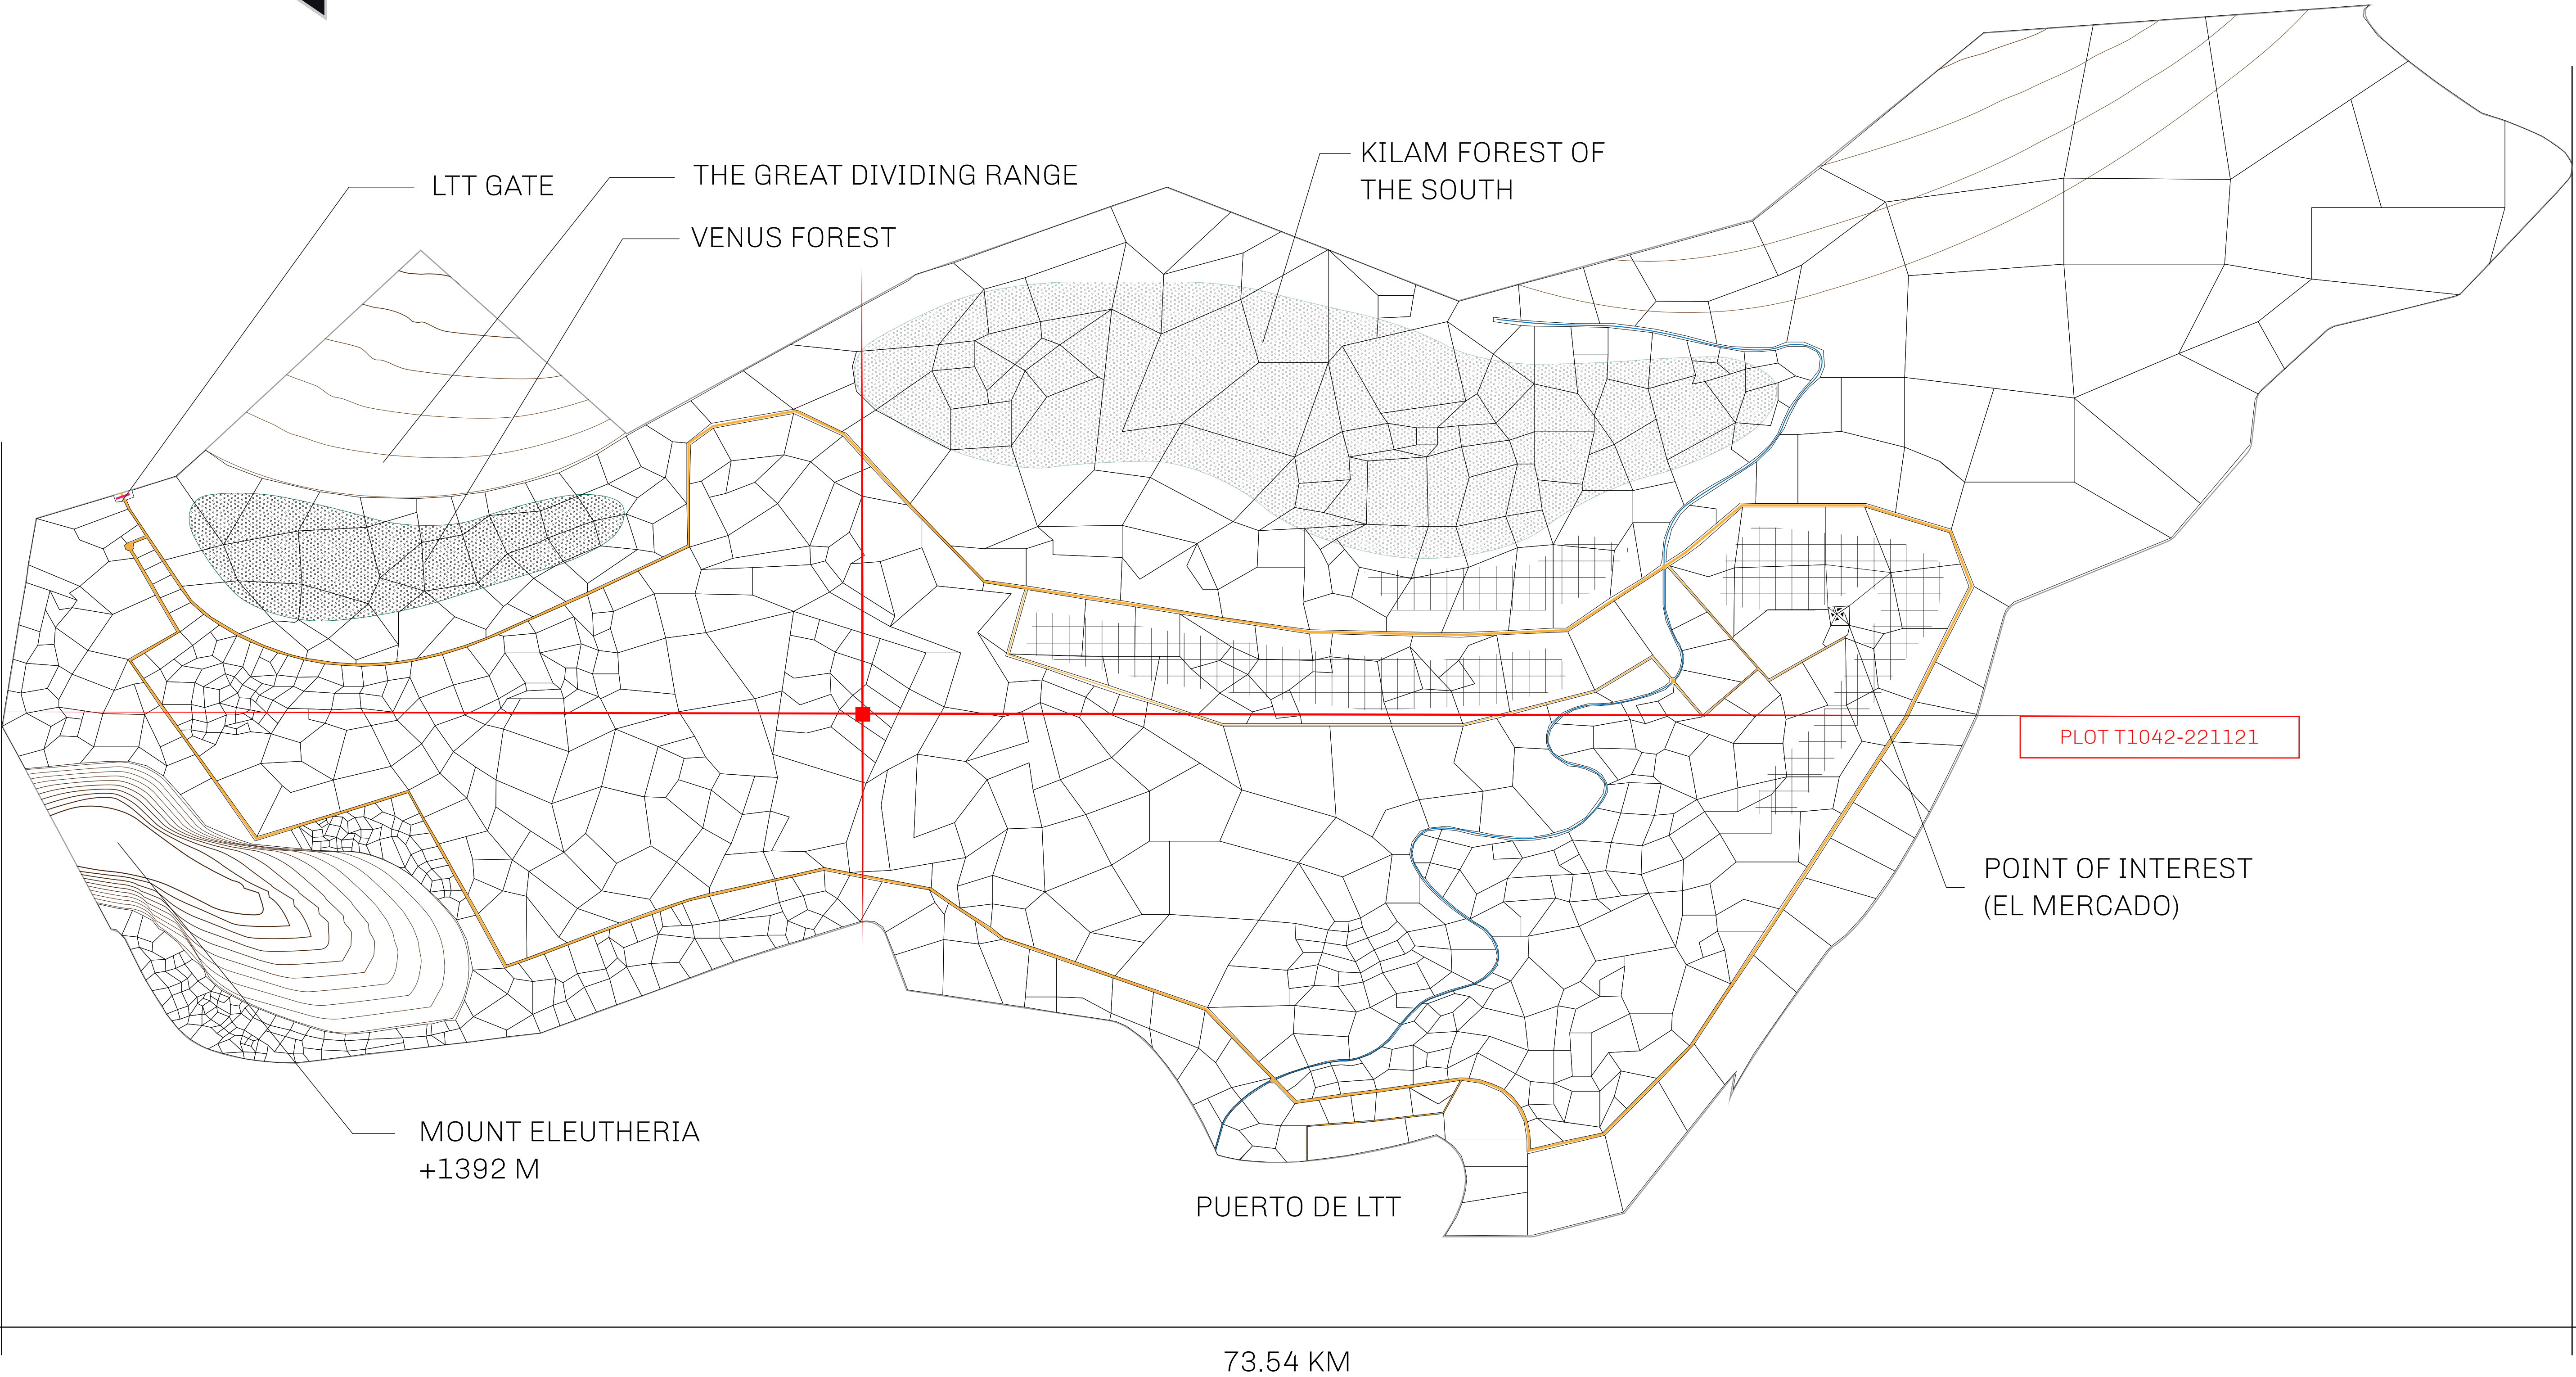 KILAM FOREST OF
THE SOUTH
THE GREAT DIVIDING RANGE
LTT GATE
VENUS FOREST
PLOT T1042-221121
POINT OF INTEREST
(EL MERCADO)
MOUNT ELEUTHERIA
+1392 M
PUERTO DE LTT
73.54 KM